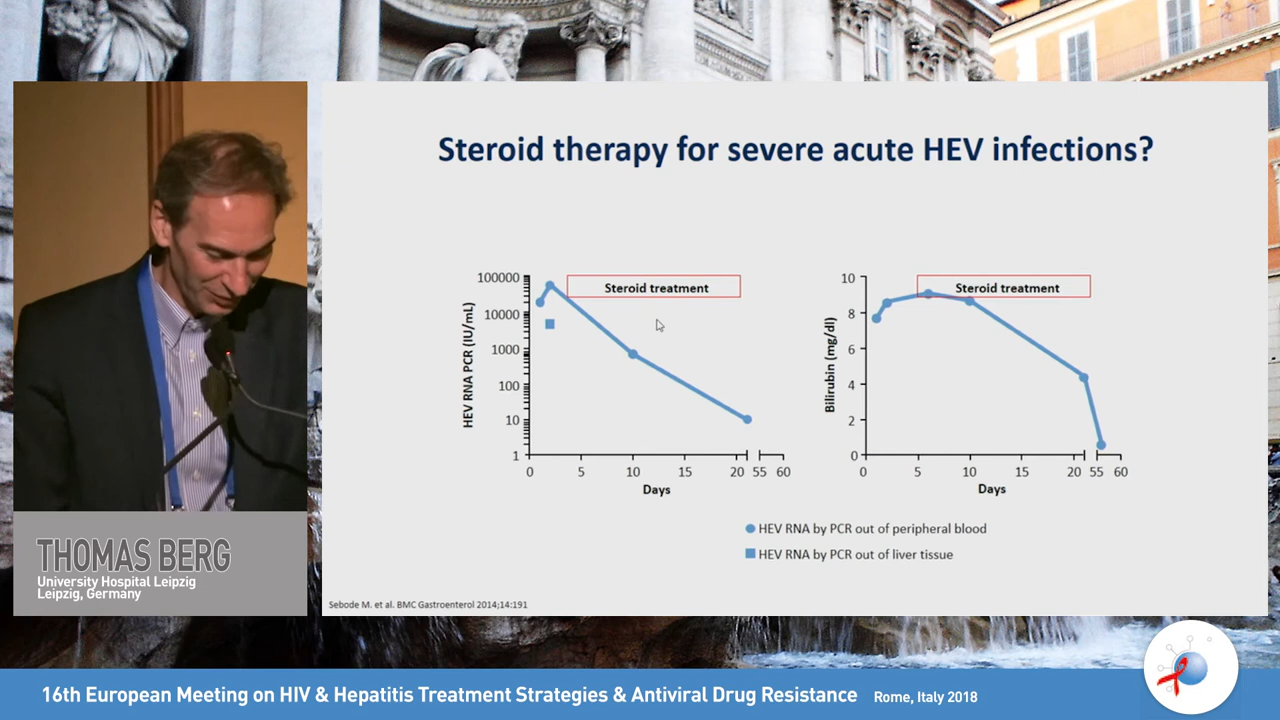 Steroid therapy for severe acute HEV infections?
HEV RNA PCR (IU/mL)
100000
10000
1000
100
10
1
Steroid treatment
0 5 10 15 20 55 60
Days
Bilirubin (mg/dl)
10
8
6
4
2
0
Steroid treatment
0 5 10 15 20 55 60
Days
HEV RNA by PCR out of peripheral blood
HEV RNA by PCR out of liver tissue
Sebode M. et al. BMC Gastroenterol 2014;14:191
THOMAS BERG
University Hospital Leipzig
Leipzig, Germany
16th European Meeting on HIV & Hepatitis Treatment Strategies & Antiviral Drug Resistance Rome, Italy 2018